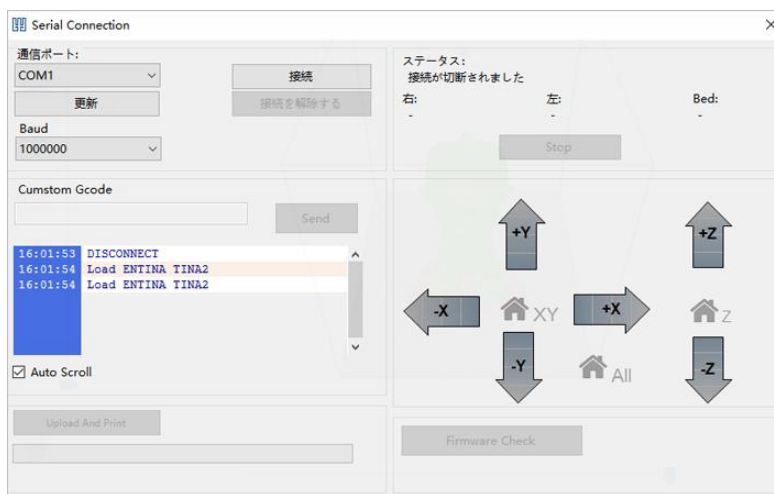 Serial Connection
通信ポート:
COM1
接続
更新
接続を解除する
Baud
1000000
ステータス:
接続が切断されました
右:
左:
Bed:
-
-
-
Stop
Cumstom Gcode
Send
16:01:53 DISCONNECT
16:01:54 Load ENTINA TINA2
16:01:54 Load ENTINA TINA2
Auto Scroll
+Y
+Z
-X
XY
+X
Z
-Y
All
-Z
Upload And Print
Firmware Check